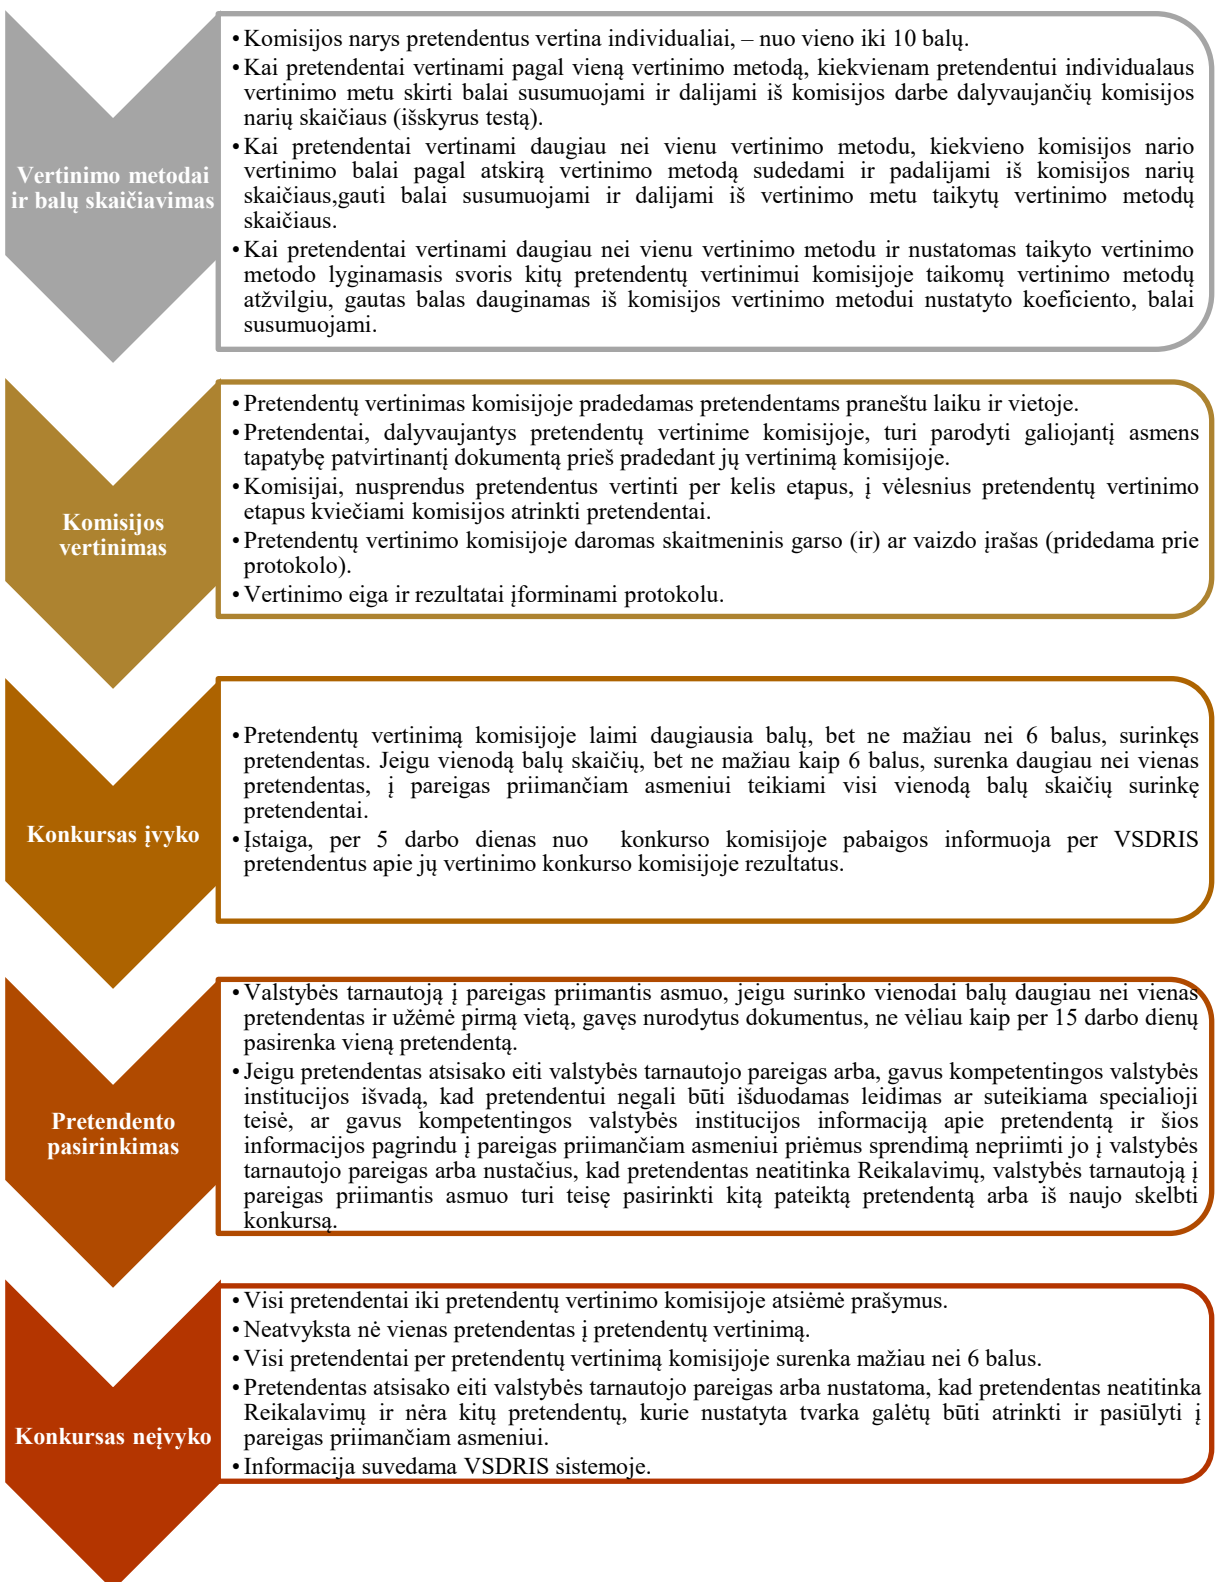 Vertinimo metodai
ir balų skaičiavimas
• Komisijos narys pretendentus vertina individualiai, – nuo vieno iki 10 balų.
• Kai pretendentai vertinami pagal vieną vertinimo metodą, kiekvienam pretendentui individualaus
vertinimo metu skirti balai susumuojami ir dalijami iš komisijos darbe dalyvaujančių komisijos
narių skaičiaus (išskyrus testą).
• Kai pretendentai vertinami daugiau nei vienu vertinimo metodu, kiekvieno komisijos nario
vertinimo balai pagal atskirą vertinimo metodą sudedami ir padalijami iš komisijos narių
skaičiaus,gauti balai susumuojami ir dalijami iš vertinimo metu taikytų vertinimo metodų
skaičiaus.
• Kai pretendentai vertinami daugiau nei vienu vertinimo metodu ir nustatomas taikyto vertinimo
metodo lyginamasis svoris kitų pretendentų vertinimui komisijoje taikomų vertinimo metodų
atžvilgiu, gautas balas dauginamas iš komisijos vertinimo metodui nustatyto koeficiento, balai
susumuojami.
Komisijos
vertinimas
• Pretendentų vertinimas komisijoje pradedamas pretendentams praneštu laiku ir vietoje.
• Pretendentai, dalyvaujantys pretendentų vertinime komisijoje, turi parodyti galiojantį asmens
tapatybę patvirtinantį dokumentą prieš pradedant jų vertinimą komisijoje.
• Komisijai, nusprendus pretendentus vertinti per kelis etapus, į vėlesnius pretendentų vertinimo
etapus kviečiami komisijos atrinkti pretendentai.
• Pretendentų vertinimo komisijoje daromas skaitmeninis garso (ir) ar vaizdo įrašas (pridedama prie
protokolo).
• Vertinimo eiga ir rezultatai įforminami protokolu.
Konkursas įvyko
• Pretendentų vertinimą komisijoje laimi daugiausia balų, bet ne mažiau nei 6 balus, surinkęs
pretendentas. Jeigu vienodą balų skaičių, bet ne mažiau kaip 6 balus, surenka daugiau nei vienas
pretendentas, į pareigas priimančiam asmeniui teikiami visi vienodą balų skaičių surinkę
pretendentai.
• Įstaiga, per 5 darbo dienas nuo konkurso komisijoje pabaigos informuoja per VSDRIS
pretendentus apie jų vertinimo konkurso komisijoje rezultatus.
Pretendento
pasirinkimas
• Valstybės tarnautoją į pareigas priimantis asmuo, jeigu surinko vienodai balų daugiau nei vienas
pretendentas ir užėmė pirmą vietą, gavęs nurodytus dokumentus, ne vėliau kaip per 15 darbo dienų
pasirenka vieną pretendentą.
• Jeigu pretendentas atsisako eiti valstybės tarnautojo pareigas arba, gavus kompetentingos valstybės
institucijos išvadą, kad pretendentui negali būti išduodamas leidimas ar suteikiama specialioji
teisė, ar gavus kompetentingos valstybės institucijos informaciją apie pretendentą ir šios
informacijos pagrindu į pareigas priimančiam asmeniui priėmus sprendimą nepriimti jo į valstybės
tarnautojo pareigas arba nustačius, kad pretendentas neatitinka Reikalavimų, valstybės tarnautoją į
pareigas priimantis asmuo turi teisę pasirinkti kitą pateiktą pretendentą arba iš naujo skelbti
konkursą.
Konkursas neįvyko
• Visi pretendentai iki pretendentų vertinimo komisijoje atsiėmė prašymus.
• Neatvyksta nė vienas pretendentas į pretendentų vertinimą.
• Visi pretendentai per pretendentų vertinimą komisijoje surenka mažiau nei 6 balus.
• Pretendentas atsisako eiti valstybės tarnautojo pareigas arba nustatoma, kad pretendentas neatitinka
Reikalavimų ir nėra kitų pretendentų, kurie nustatyta tvarka galėtų būti atrinkti ir pasiūlyti į
pareigas priimančiam asmeniui.
• Informacija suvedama VSDRIS sistemoje.